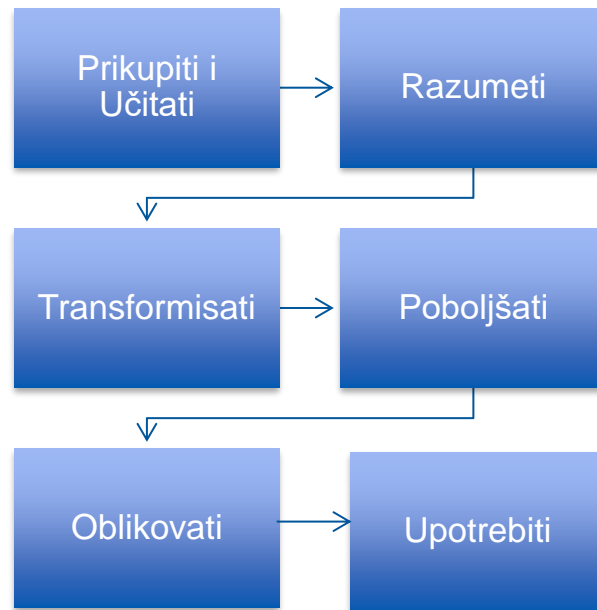 Prikupiti i
Učitati
Razumeti
Transformisati
Poboljšati
Oblikovati
Upotrebiti